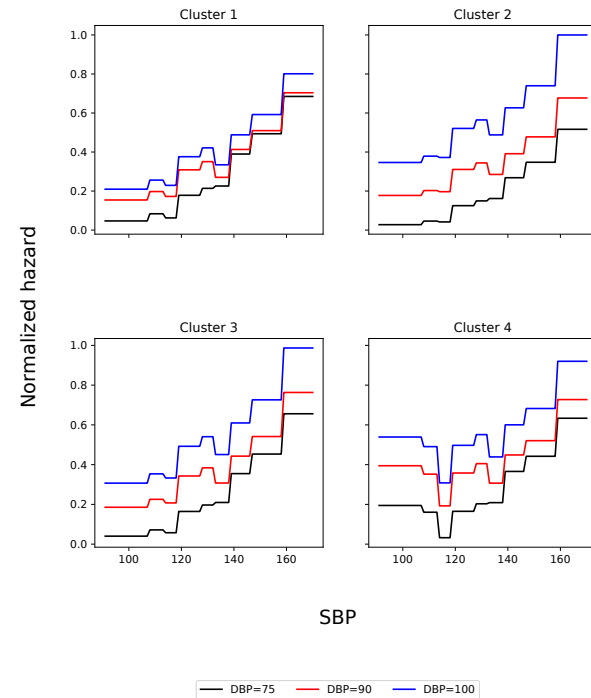 Cluster 1
Cluster 2
1.0
0.8
0.6
0.4
0.2
0.0
Normalized hazard
Cluster 3
Cluster 4
1.0
0.8
0.6
0.4
0.2
0.0
100 120 140 160
100 120 140 160
SBP
DBP=75 DBP=90 DBP=100